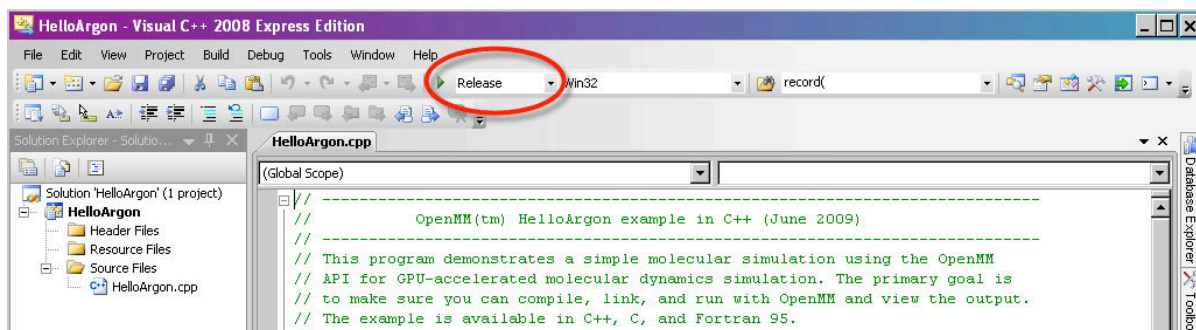 HelloArgon - Visual C++ 2008 Express Edition
File Edit View Project Build Debug Tools Window Help
Release Win32 record(
Solution Explorer - Solutio...
HelloArgon.cpp
(Global Scope)
Solution 'HelloArgon' (1 project)
HelloArgon
Header Files
Resource Files
Source Files
HelloArgon.cpp
// -----------------------------------------------------------------------------
// OpenMM(tm) HelloArgon example in C++ (June 2009)
// -----------------------------------------------------------------------------
// This program demonstrates a simple molecular simulation using the OpenMM
// API for GPU-accelerated molecular dynamics simulation. The primary goal is
// to make sure you can compile, link, and run with OpenMM and view the output.
// The example is available in C++, C, and Fortran 95.
Database Explorer
Toolbo